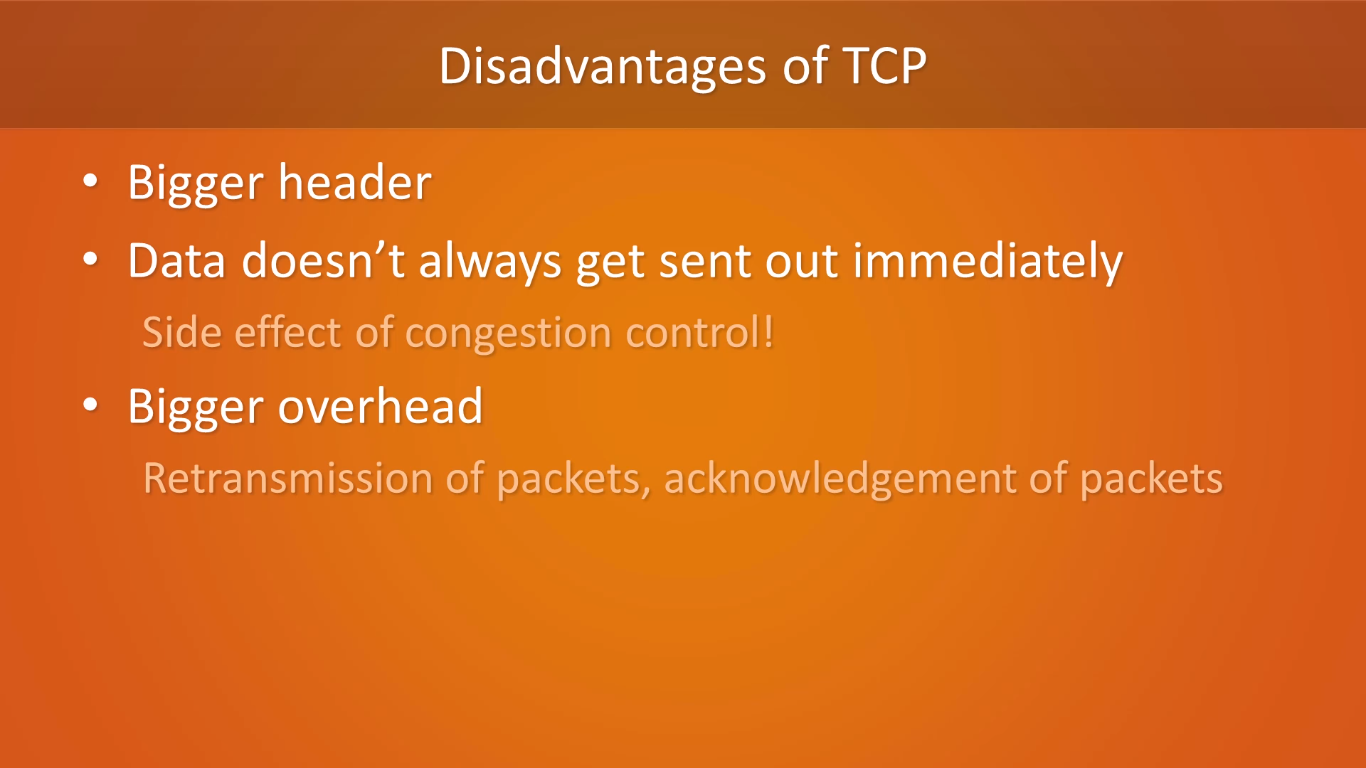 Disadvantages of TCP
• Bigger header
• Data doesn’t always get sent out immediately
Side effect of congestion control!
• Bigger overhead
Retransmission of packets, acknowledgement of packets